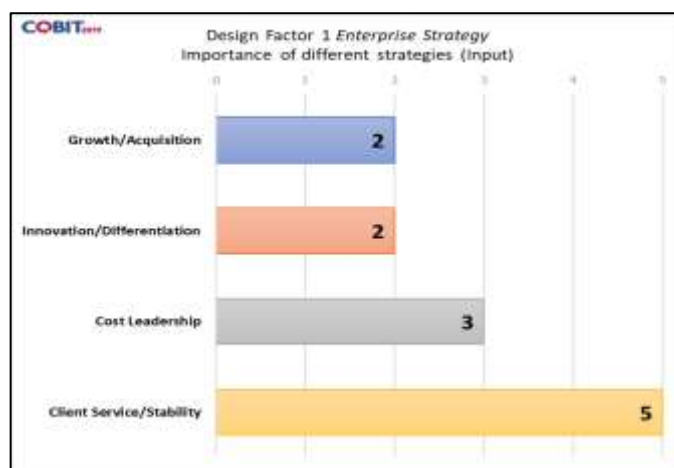 COBIT 2019
Design Factor 1 Enterprise Strategy
Importance of different strategies (Input)
0 1 2 3 4 5
Growth/Acquisition 2
Innovation/Differentiation 2
Cost Leadership 3
Client Service/Stability 5